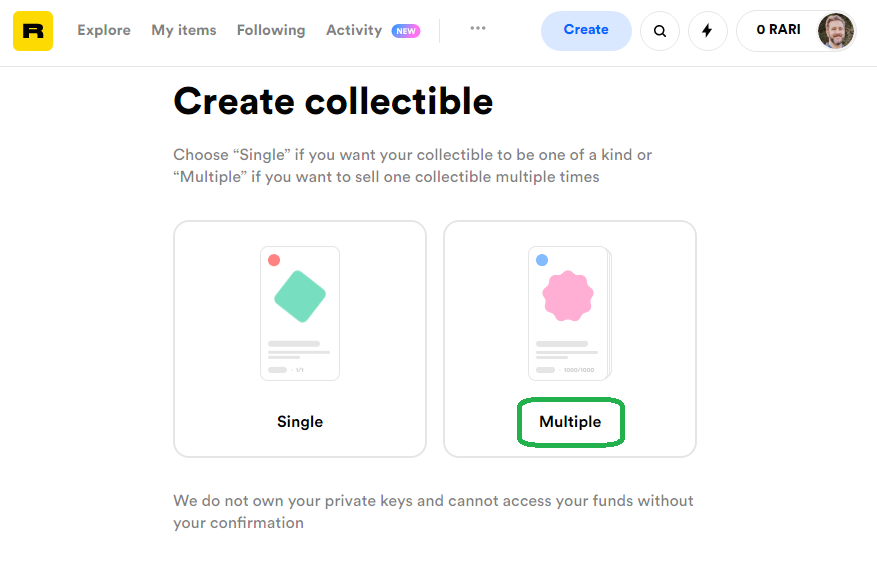 R Explore My items Following Activity NEW ··· Create 0 RARI
Create collectible
Choose “Single” if you want your collectible to be one of a kind or
“Multiple” if you want to sell one collectible multiple times
· 1/1
· 1000/1000
Single
Multiple
We do not own your private keys and cannot access your funds without
your confirmation